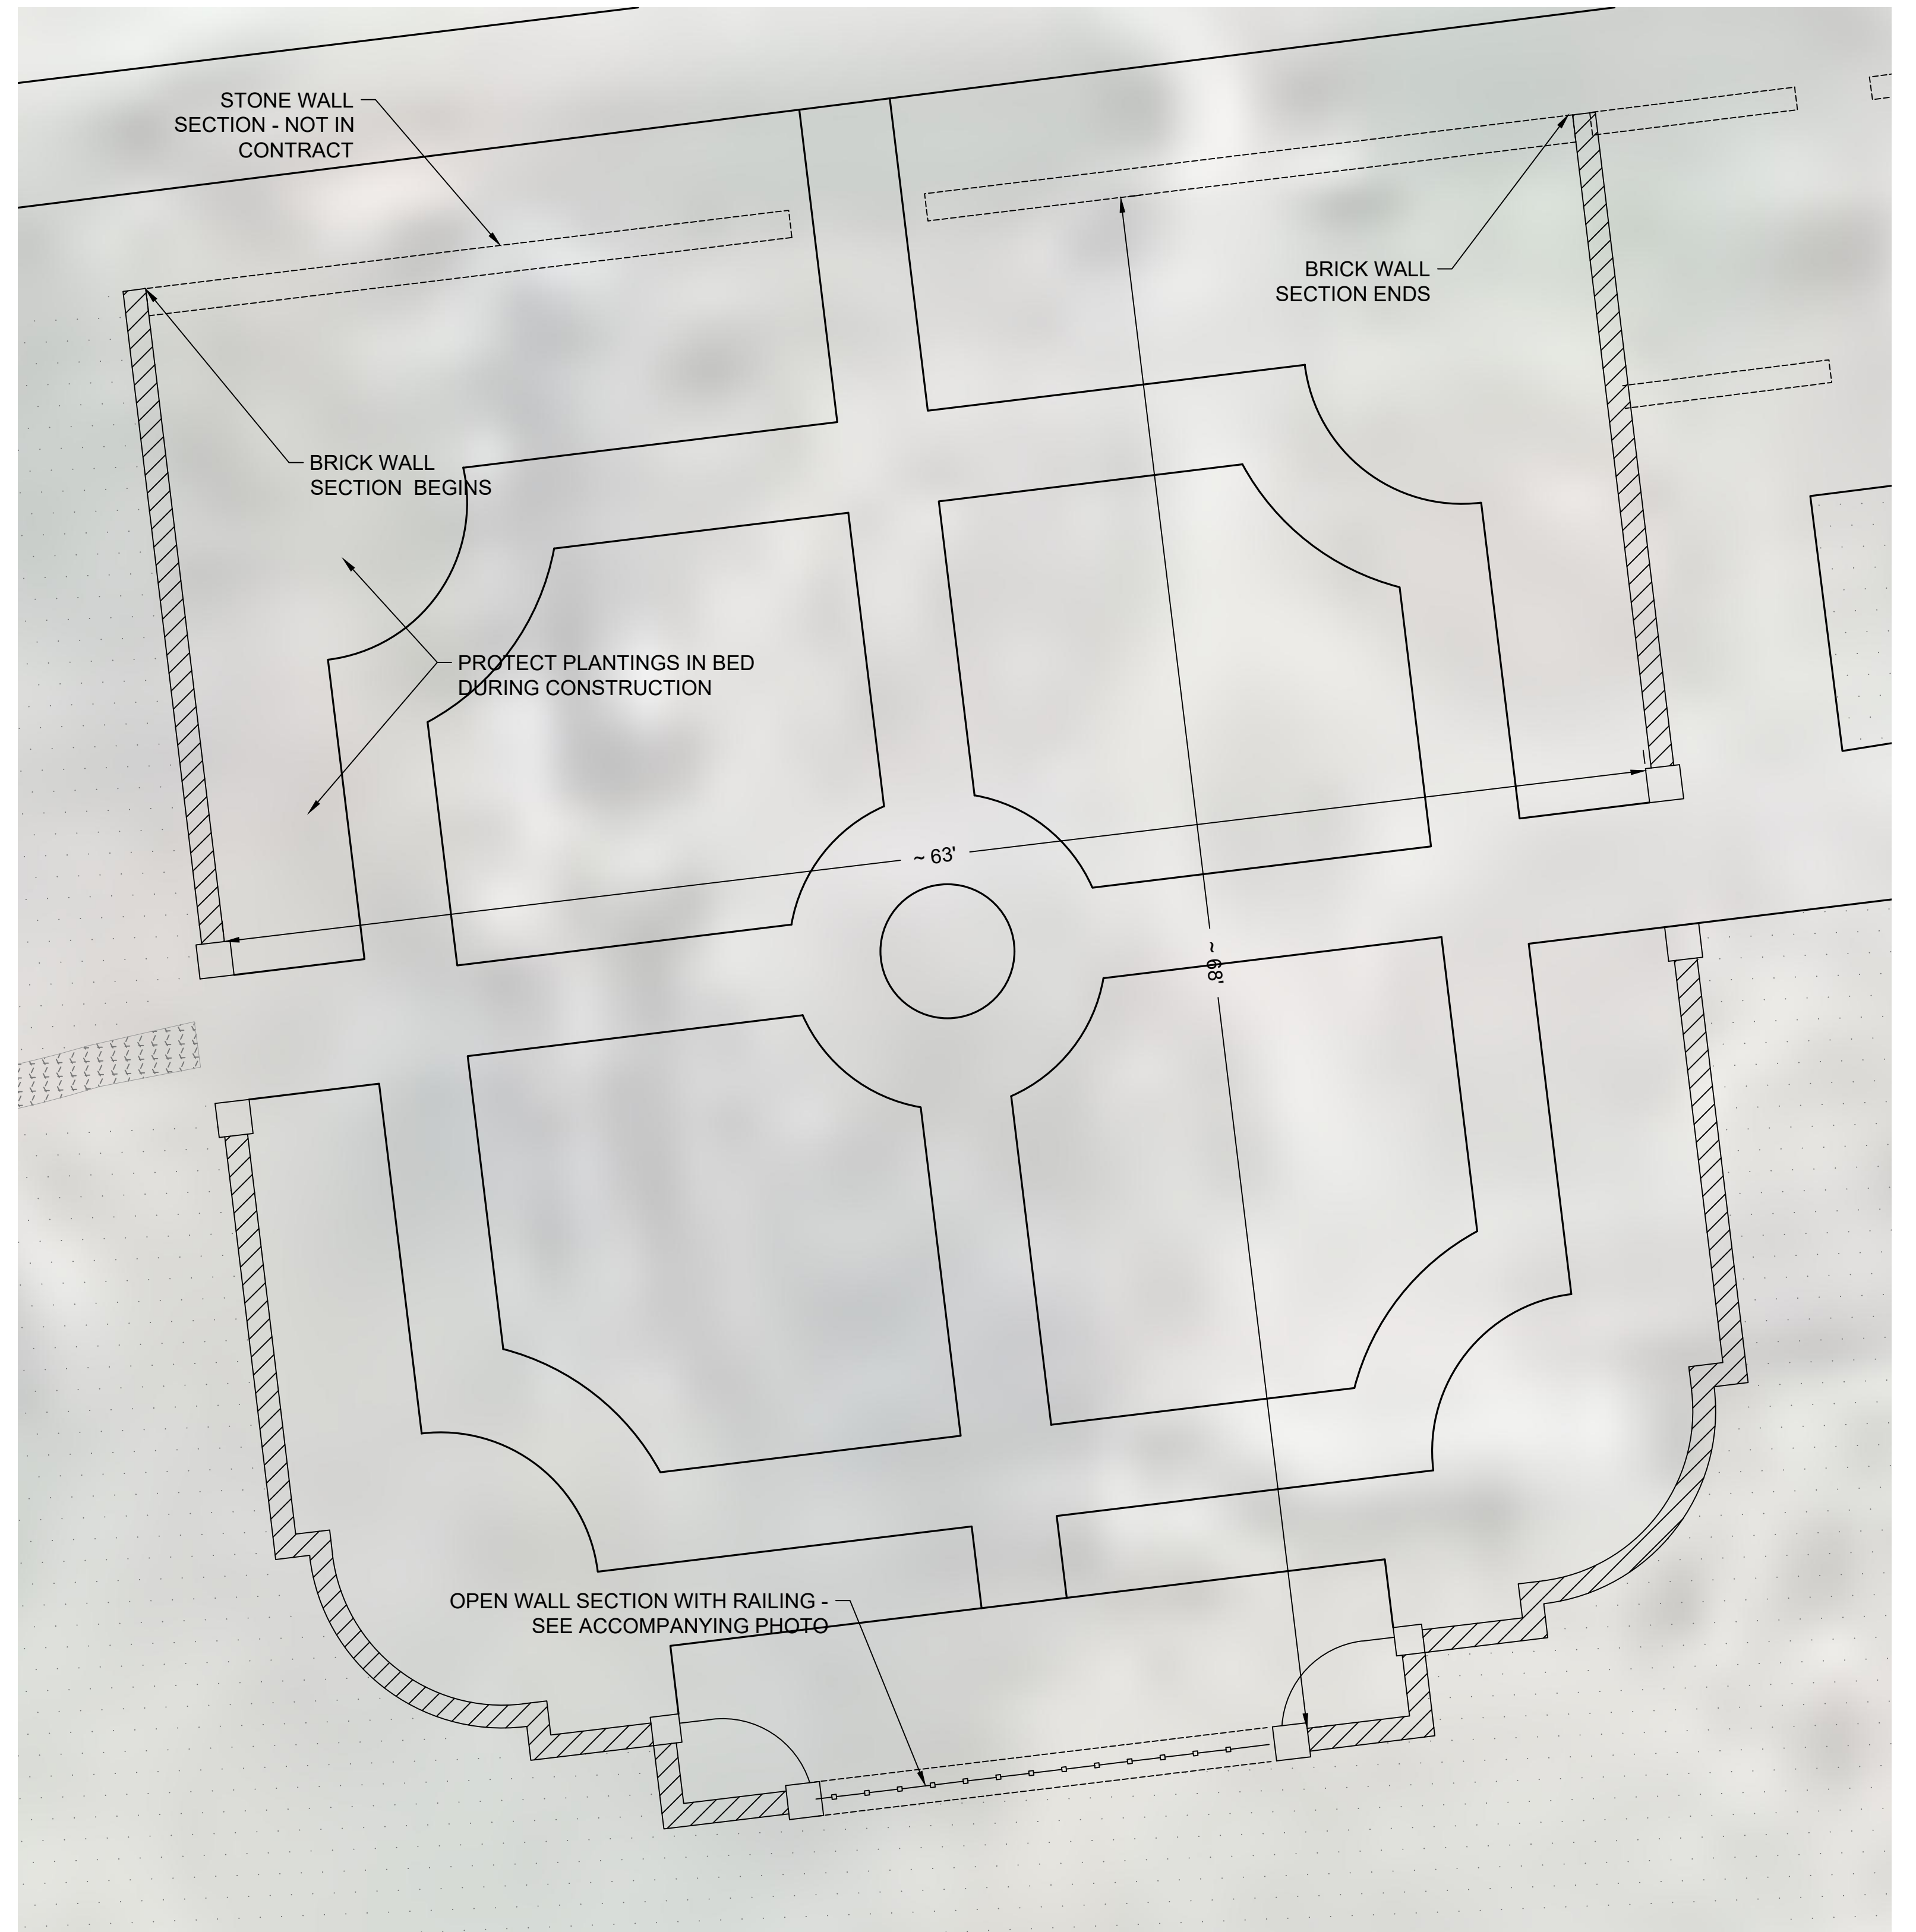 STONE WALL
SECTION - NOT IN
CONTRACT
BRICK WALL
SECTION ENDS
BRICK WALL
SECTION BEGINS
PROTECT PLANTINGS IN BED
DURING CONSTRUCTION
~ 63'
~ 68'
OPEN WALL SECTION WITH RAILING -
SEE ACCOMPANYING PHOTO